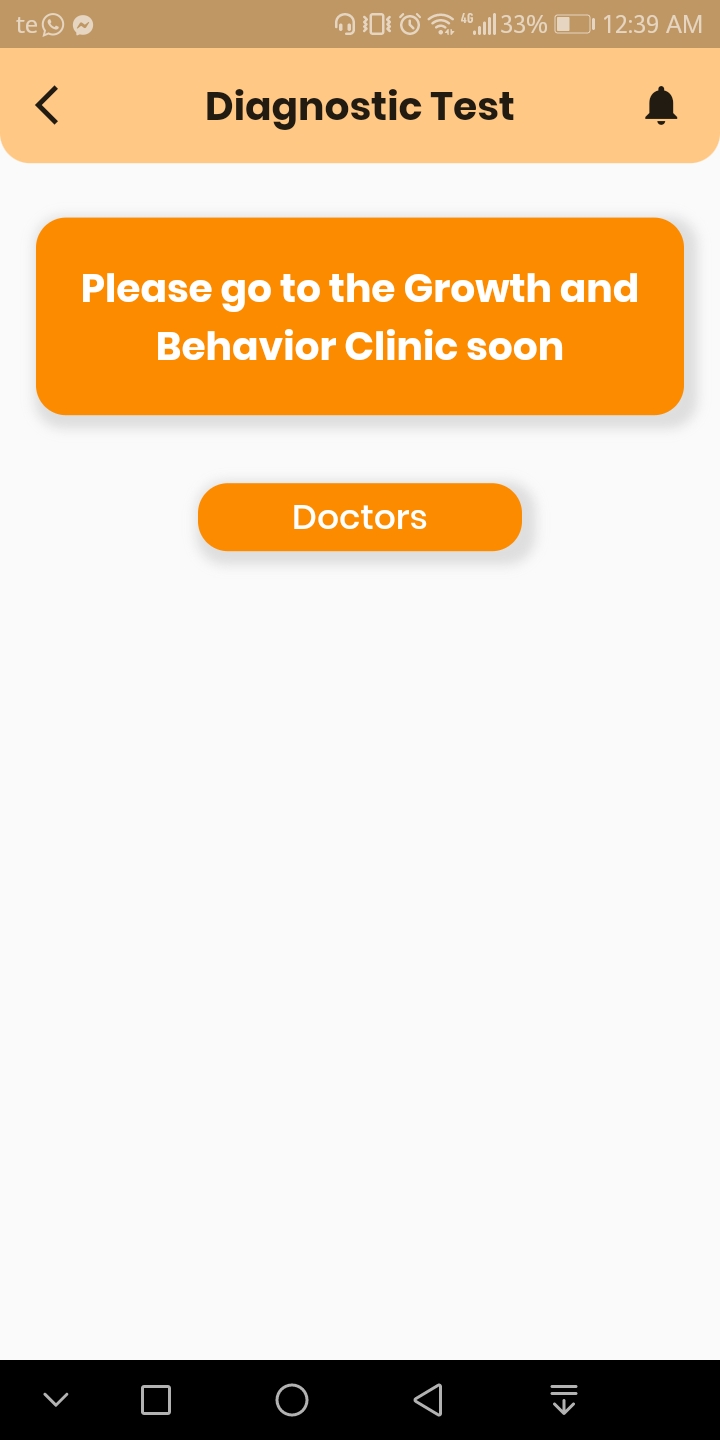 te 4G 33% 12:39 AM
Diagnostic Test
Please go to the Growth and
Behavior Clinic soon
Doctors